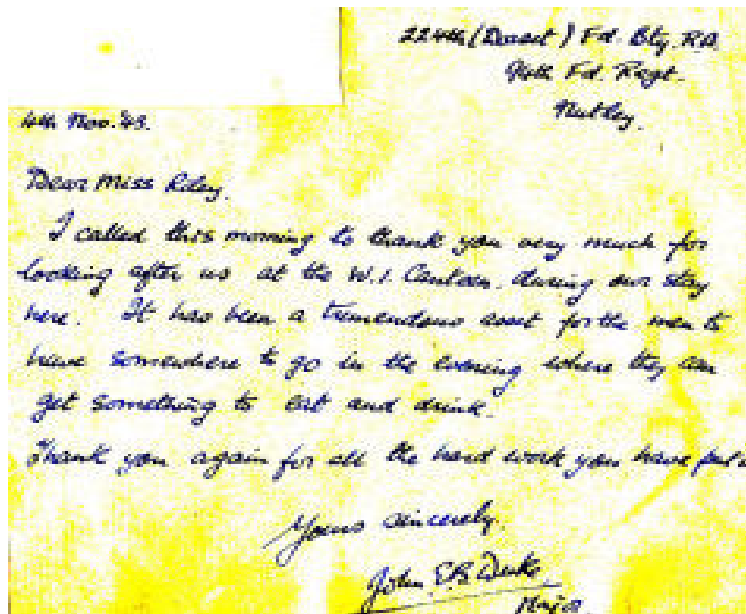 224th (Dorset) Fd. Bty. R.A.
94th Fd. Regt.
Nutley.
4th Nov. '43.
Dear Miss Riley,
I called this morning to thank you very much for
looking after us at the W.I. Canteen, during our stay
here. It has been a tremendous asset for the men to
have somewhere to go in the evening where they can
get something to eat and drink.
Thank you again for all the hard work you have put
Yours sincerely,
John
Major